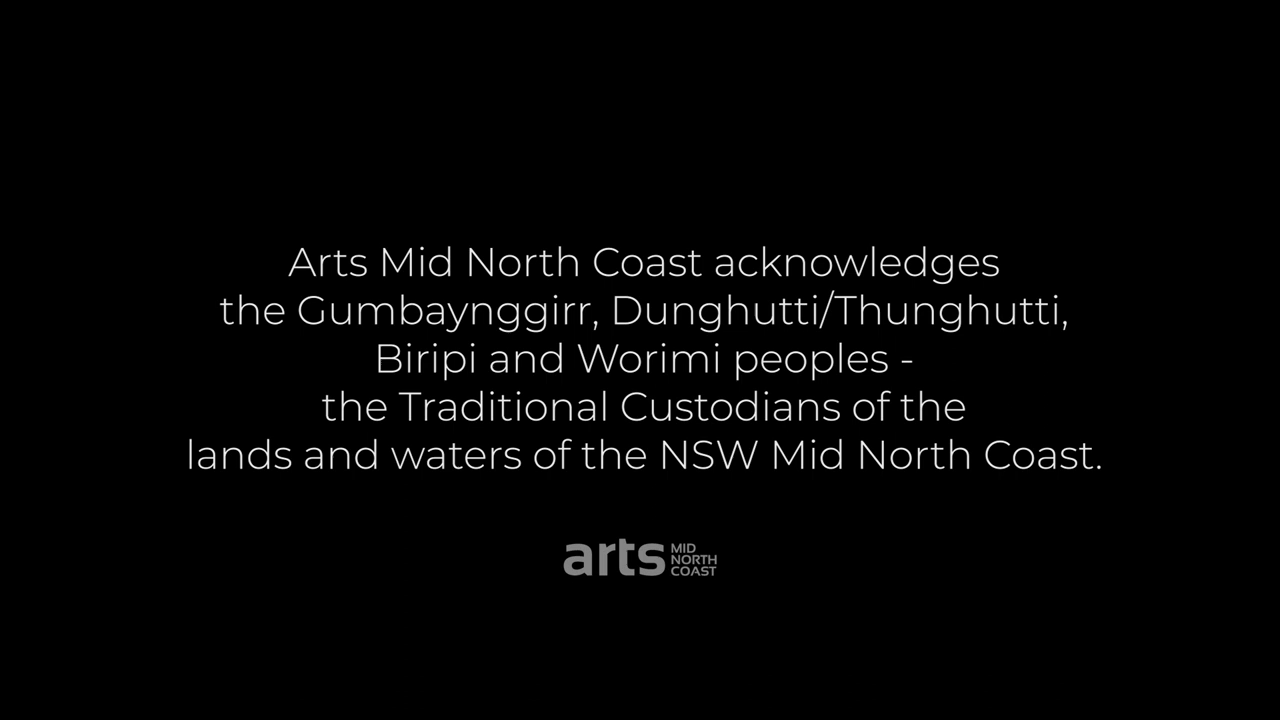 Arts Mid North Coast acknowledges
the Gumbaynggirr, Dunghutti/Thunghutti,
Biripi and Worimi peoples -
the Traditional Custodians of the
lands and waters of the NSW Mid North Coast.
arts MID
NORTH
COAST